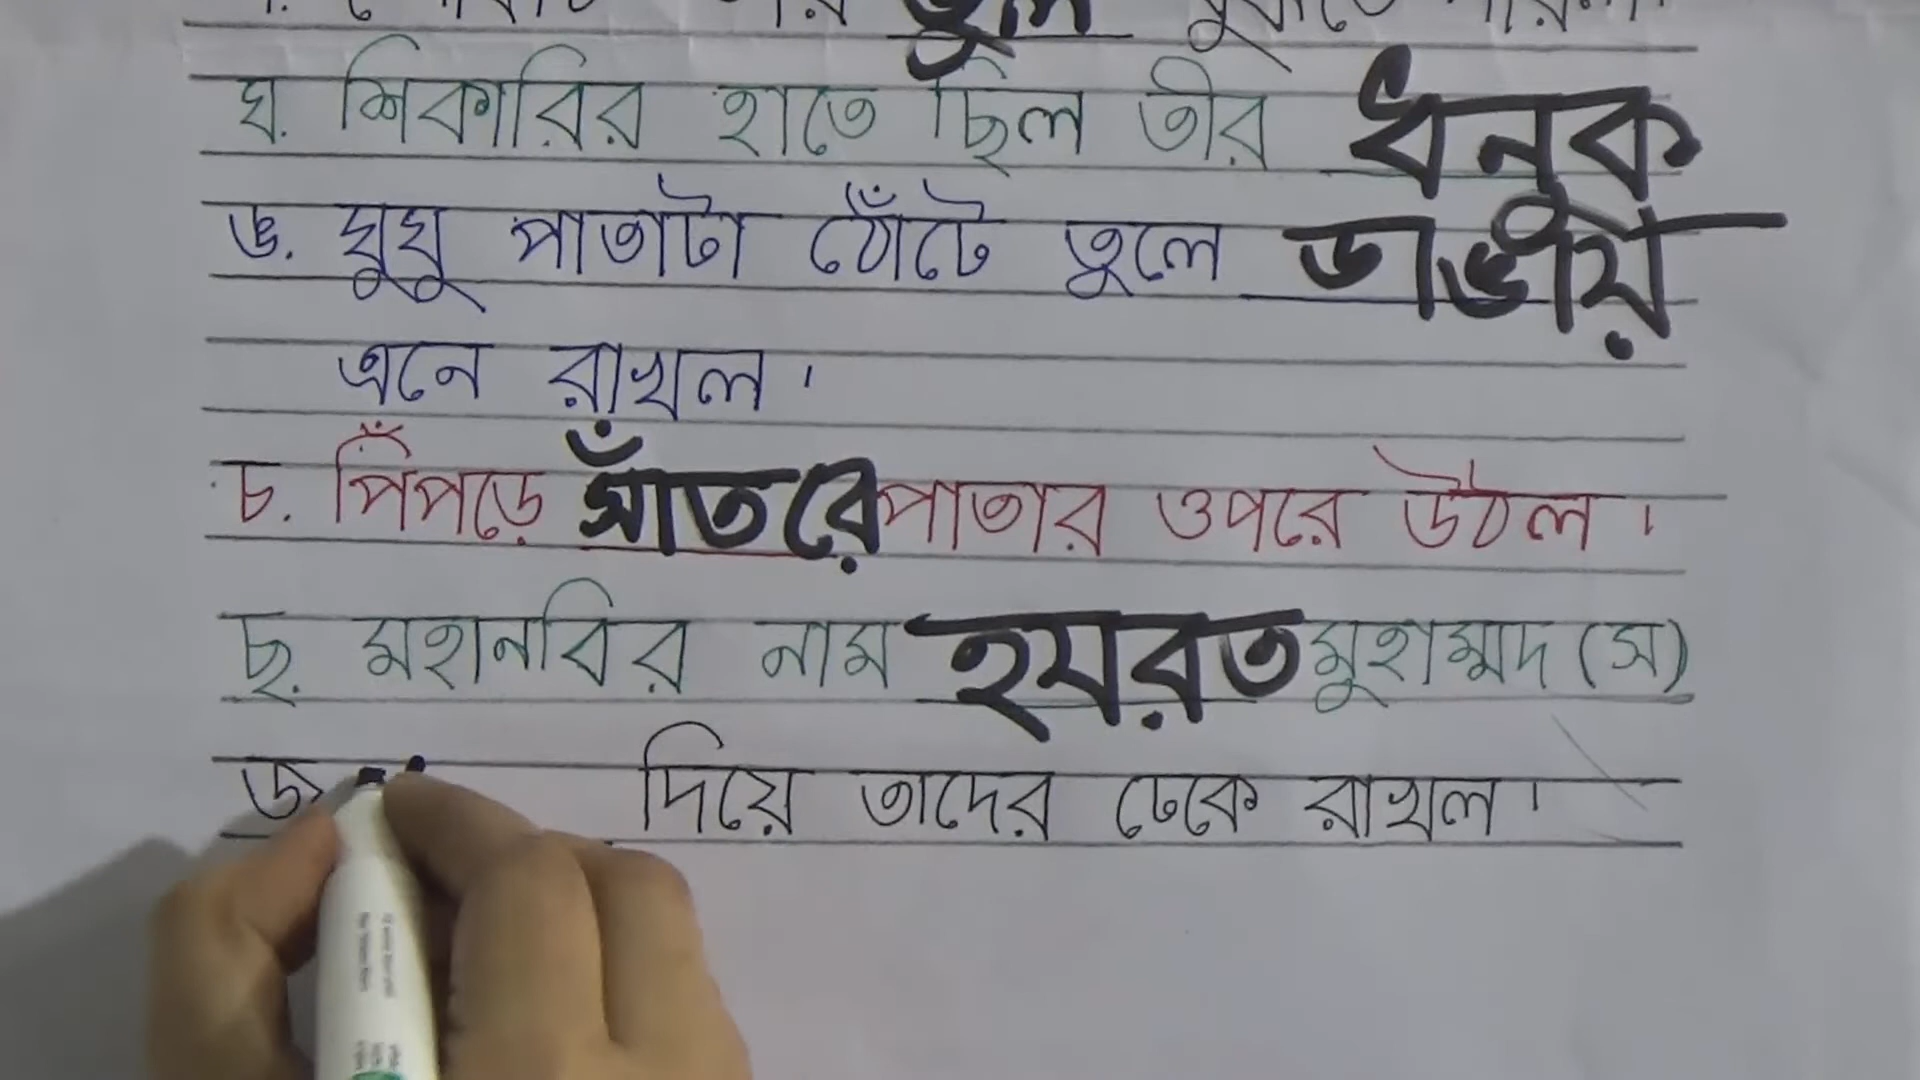 ভুল
ঘ. শিকারির হাতে ছিল তীর ধনুক
ঙ. ঘুঘু পাতাটা ঠোঁটে তুলে ডাঙায়
এনে রাখল।
চ. পিঁপড়ে সাঁতরে পাতার ওপরে উঠল।
ছ. মহানবির নাম হযরত মুহাম্মদ (স)
জ. দিয়ে তাদের ঢেকে রাখল।